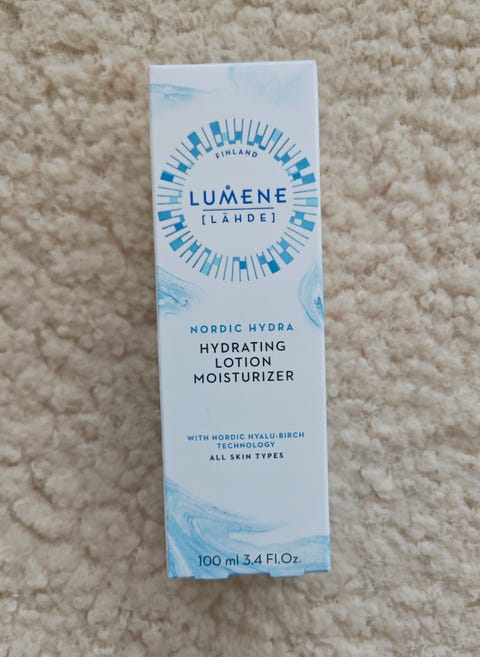 FINLAND
LUMENE
[LÄHDE]
NORDIC HYDRA
HYDRATING
LOTION
MOISTURIZER
WITH NORDIC HYALU-BIRCH
TECHNOLOGY
ALL SKIN TYPES
100 ml 3.4 Fl.Oz.